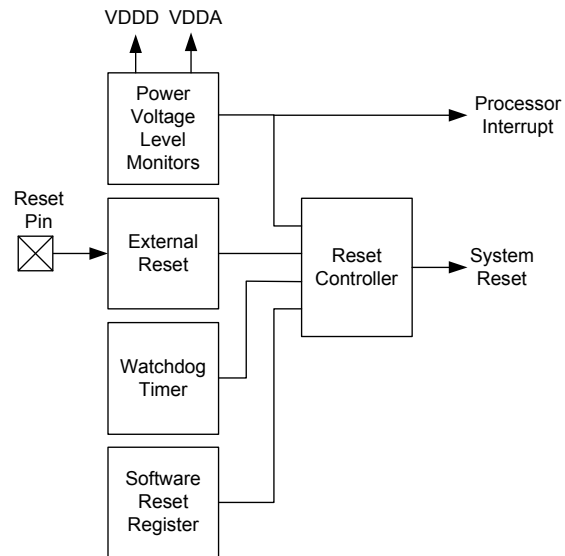 VDDD VDDA
Power
Voltage
Level
Monitors
Processor
Interrupt
Reset
Pin
External
Reset
Reset
Controller
System
Reset
Watchdog
Timer
Software
Reset
Register